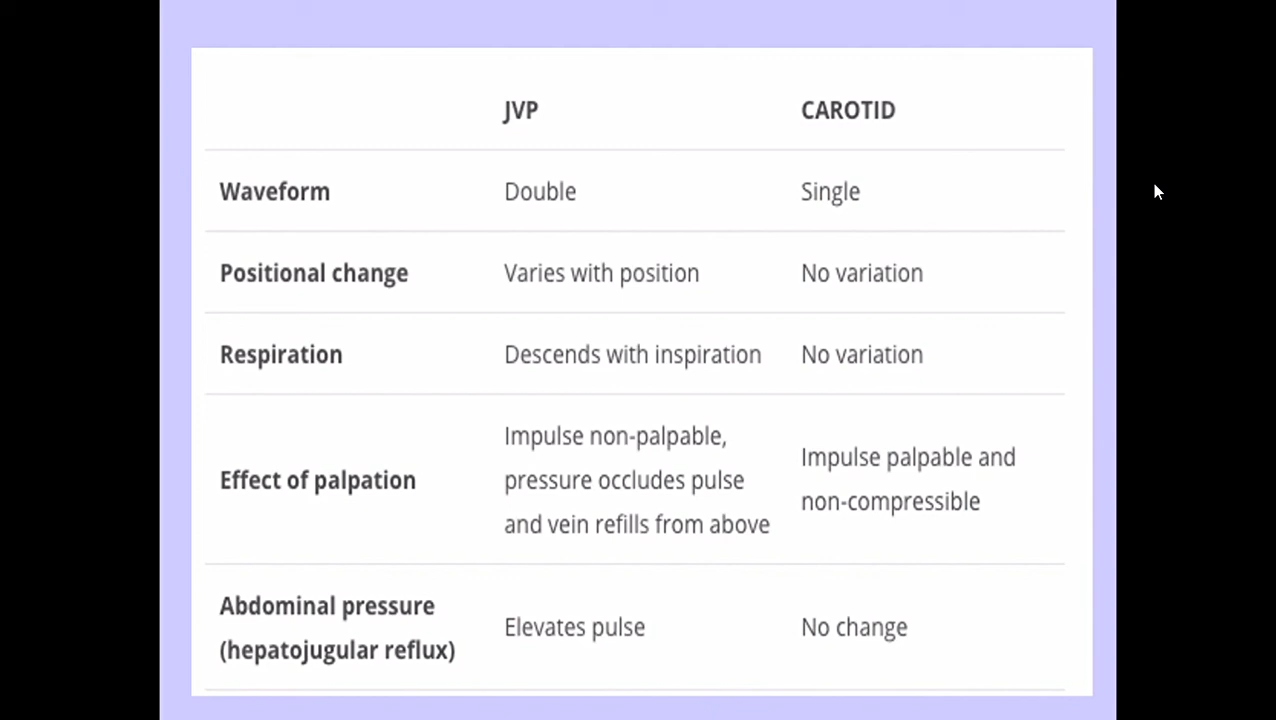 JVP CAROTID
Waveform Double Single
Positional change Varies with position No variation
Respiration Descends with inspiration No variation
Effect of palpation
Impulse non-palpable,
pressure occludes pulse
and vein refills from above
Impulse palpable and
non-compressible
Abdominal pressure
(hepatojugular reflux)
Elevates pulse
No change